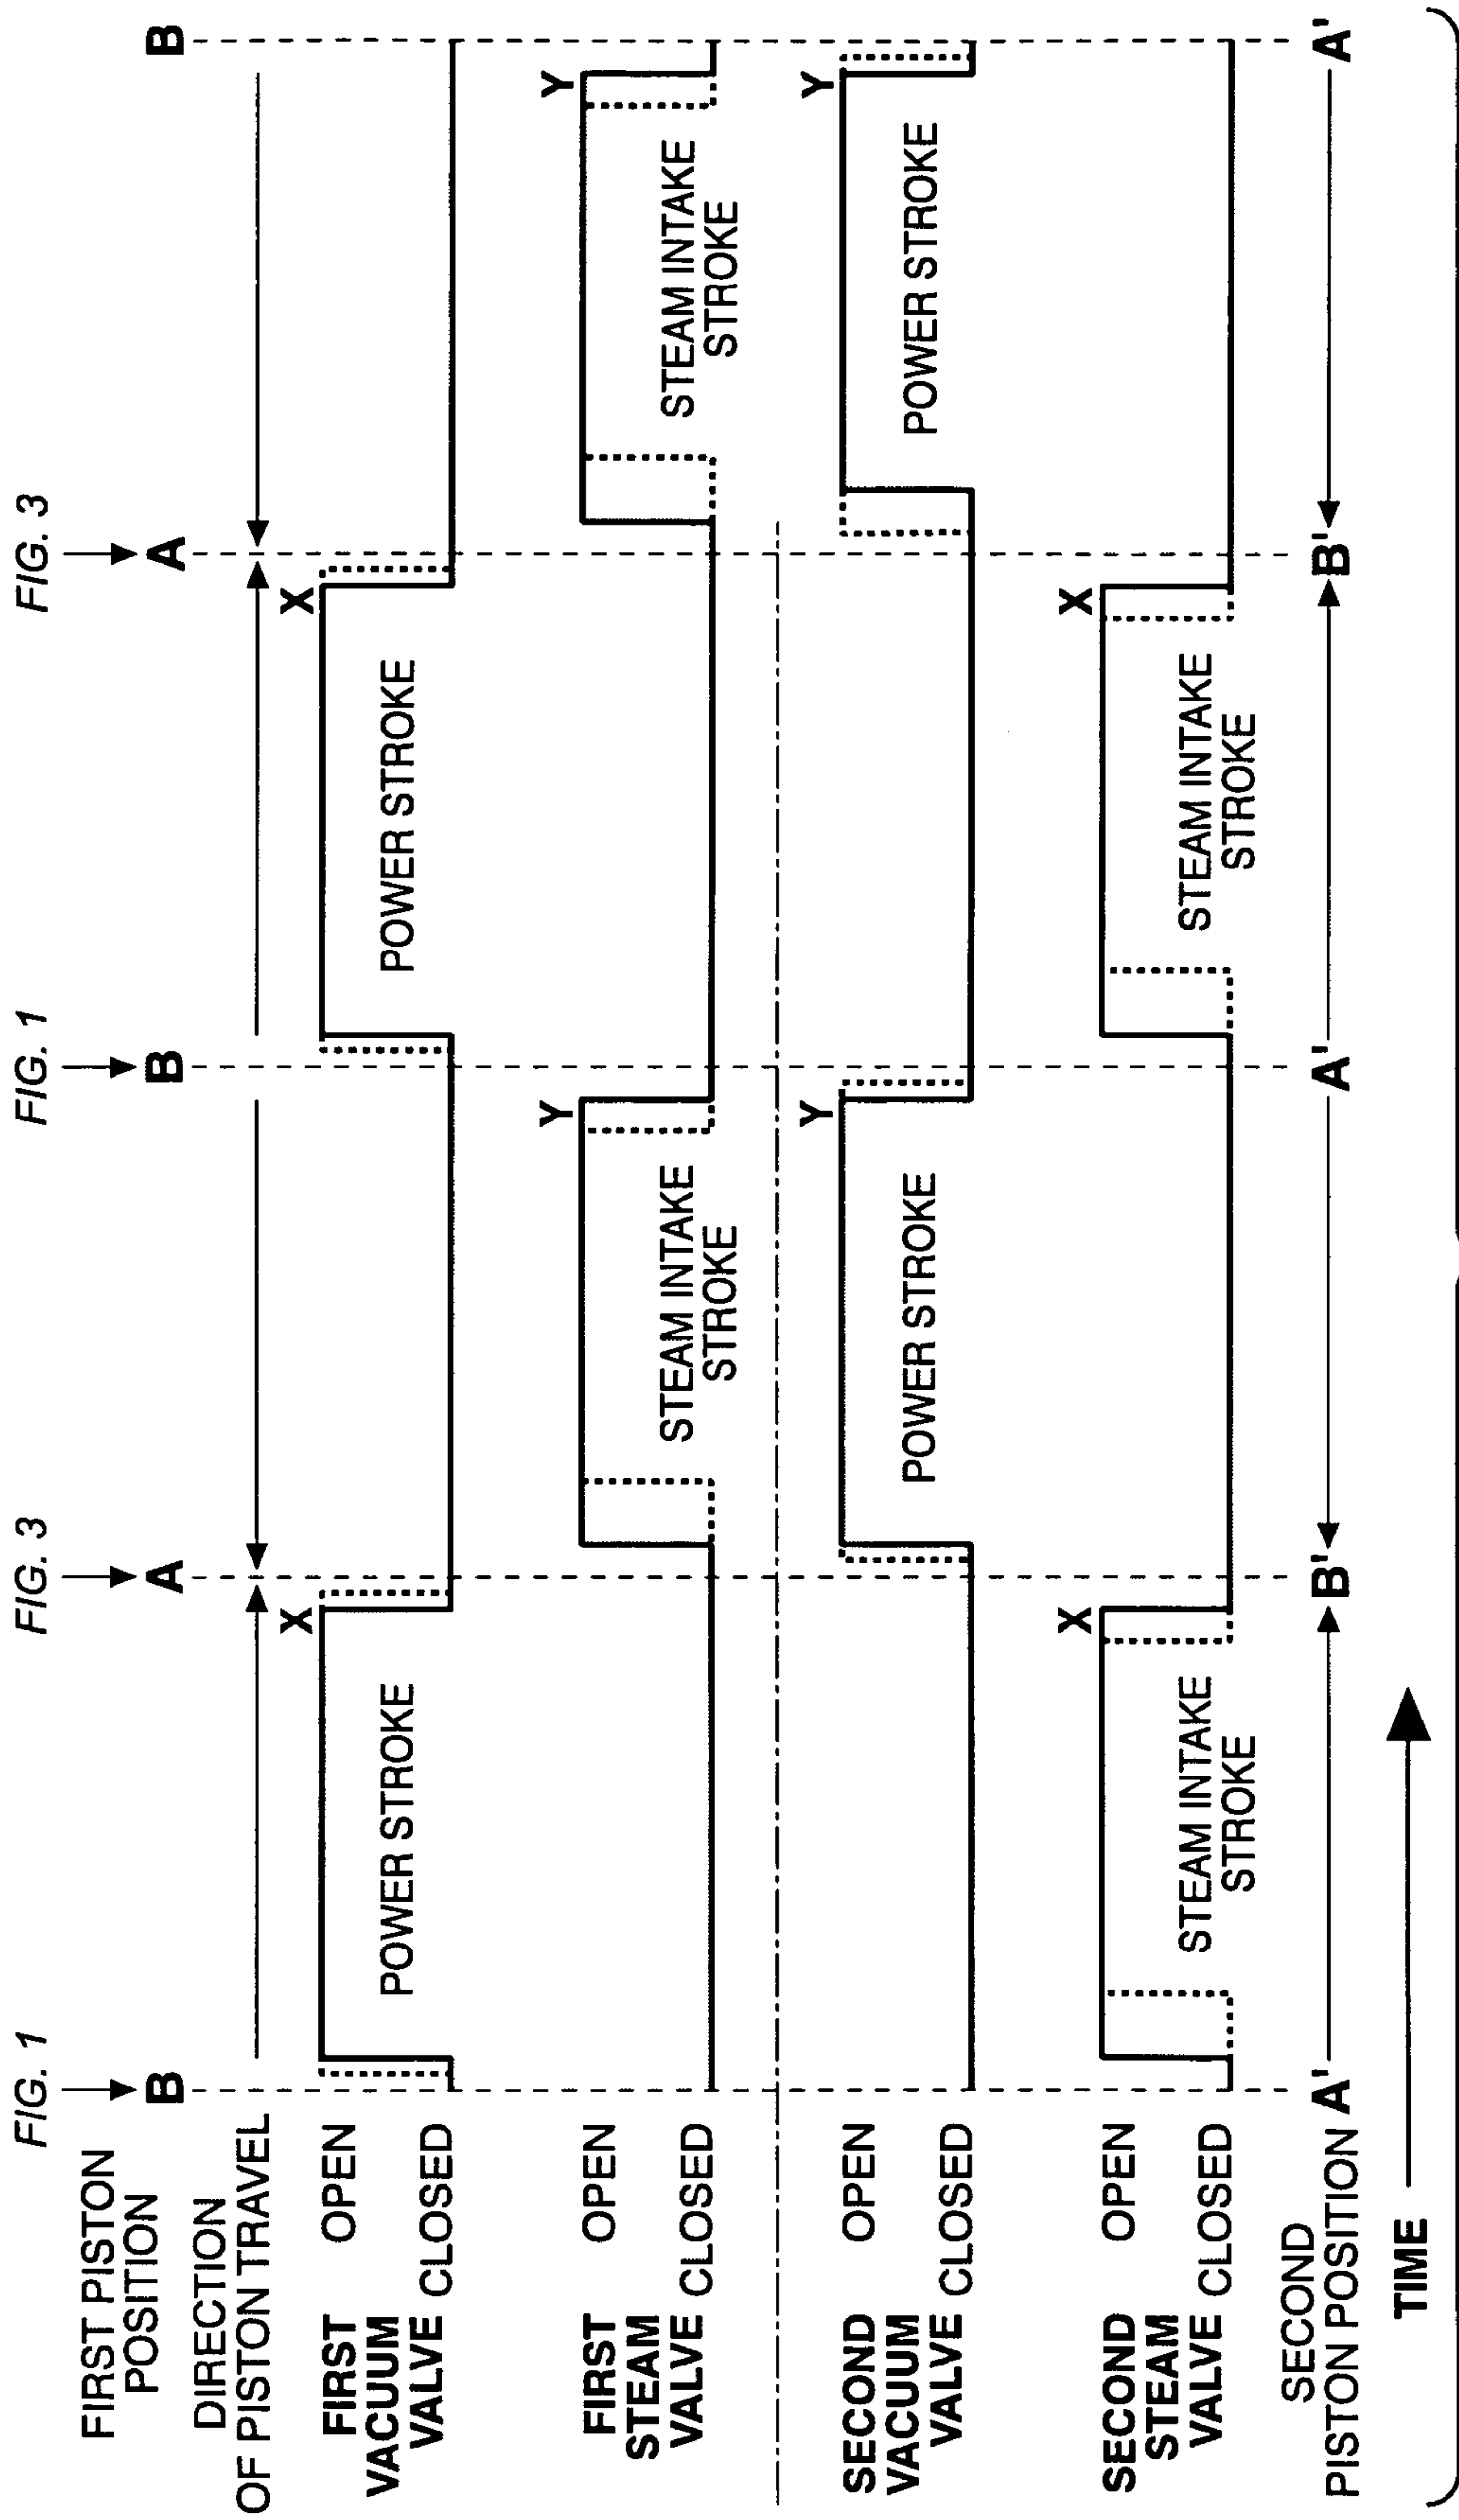 FIG. 1
FIG. 3
FIG. 1
FIG. 3
FIRST PISTON
POSITION
B
A
B
A
B
DIRECTION
OF PISTON TRAVEL
FIRST
VACUUM
VALVE
OPEN
CLOSED
X
X
POWER STROKE
POWER STROKE
FIRST
STEAM
VALVE
OPEN
CLOSED
Y
Y
STEAM INTAKE
STROKE
STEAM INTAKE
STROKE
SECOND
VACUUM
VALVE
OPEN
CLOSED
Y
Y
POWER STROKE
POWER STROKE
SECOND
STEAM
VALVE
OPEN
CLOSED
X
X
STEAM INTAKE
STROKE
STEAM INTAKE
STROKE
SECOND
PISTON POSITION
A'
B'
A'
B'
A'
TIME